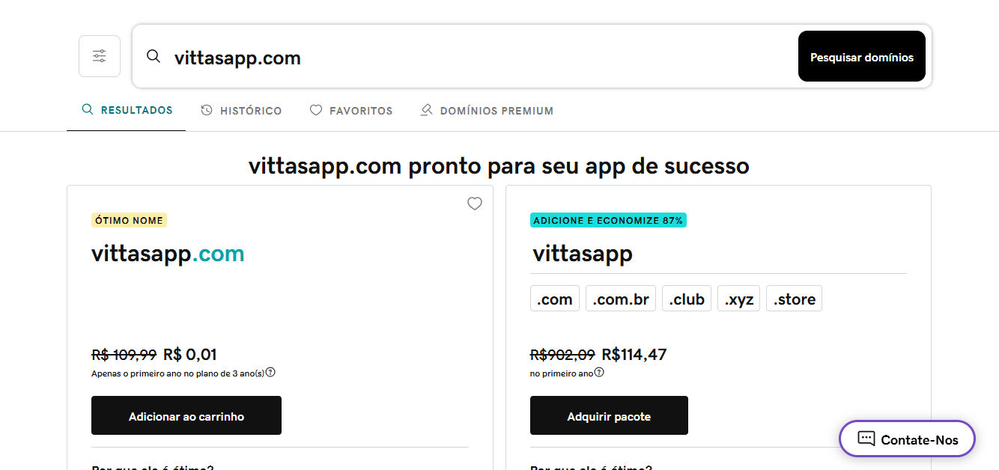 vittasapp.com
Pesquisar domínios
RESULTADOS
HISTÓRICO
FAVORITOS
DOMÍNIOS PREMIUM
vittasapp.com pronto para seu app de sucesso
ÓTIMO NOME
vittasapp.com
R$ 109,99 R$ 0,01
Apenas o primeiro ano no plano de 3 ano(s)
Adicionar ao carrinho
Por que ele é ótimo?
ADICIONE E ECONOMIZE 87%
vittasapp
.com .com.br .club .xyz .store
R$902,09 R$114,47
no primeiro ano
Adquirir pacote
Por que ele é ótimo?
Contate-Nos